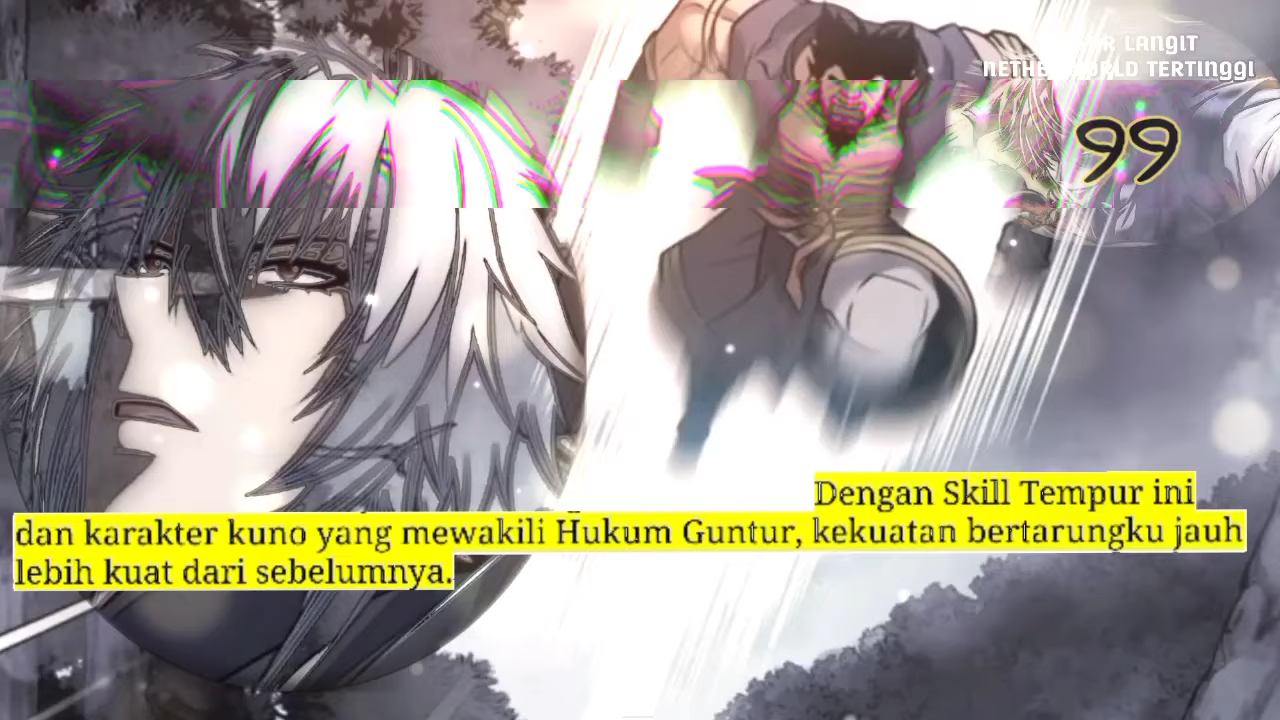 LANGIT
NETHERWORLD TERTINGGI
99
Dengan Skill Tempur ini
dan karakter kuno yang mewakili Hukum Guntur, kekuatan bertarungku jauh
lebih kuat dari sebelumnya.